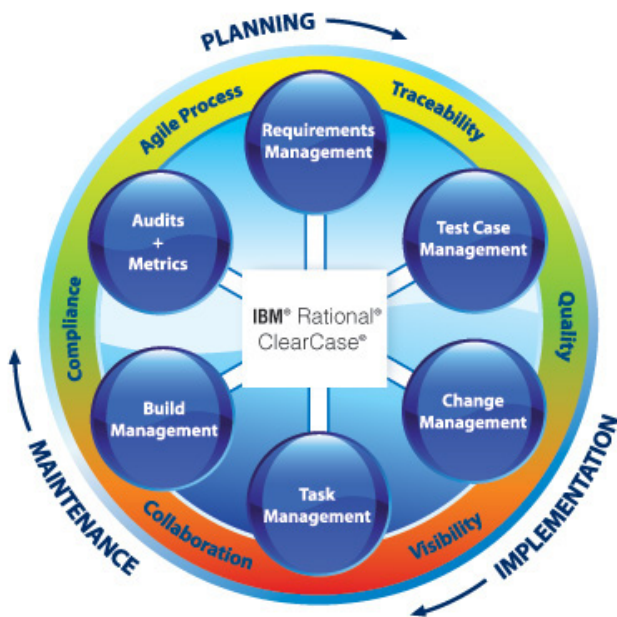 PLANNING
Agile Process
Traceability
Requirements
Management
Audits
+
Metrics
Test Case
Management
IBM® Rational®
ClearCase®
Compliance
Quality
Build
Management
Change
Management
Task
Management
Collaboration
Visibility
MAINTENANCE
IMPLEMENTATION